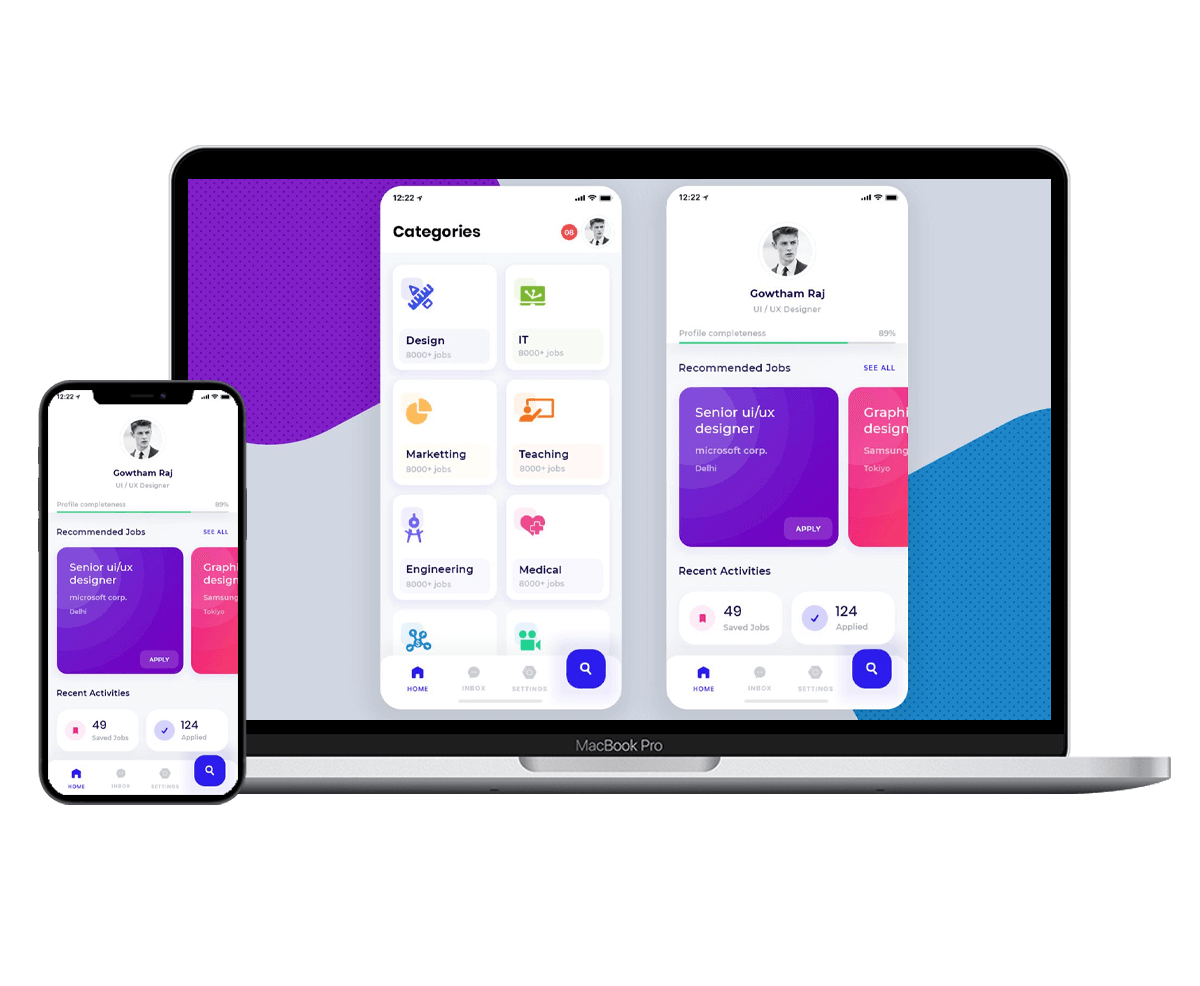 12:22
Categories
08
Design
8000+ jobs
IT
8000+ jobs
Marketting
8000+ jobs
Teaching
8000+ jobs
Engineering
8000+ jobs
Medical
8000+ jobs
HOME
INBOX
SETTINGS
12:22
Gowtham Raj
UI / UX Designer
Profile completeness 89%
Recommended Jobs SEE ALL
Senior ui/ux
designer
microsoft corp.
Delhi
APPLY
Graphi
design
Samsung
Tokiyo
Recent Activities
49
Saved Jobs
124
Applied
HOME
INBOX
SETTINGS
MacBook Pro
12:22
Gowtham Raj
UI / UX Designer
Profile completeness 89%
Recommended Jobs SEE ALL
Senior ui/ux
designer
microsoft corp.
Delhi
APPLY
Graphi
design
Samsung
Tokiyo
Recent Activities
49
Saved Jobs
124
Applied
HOME
INBOX
SETTINGS